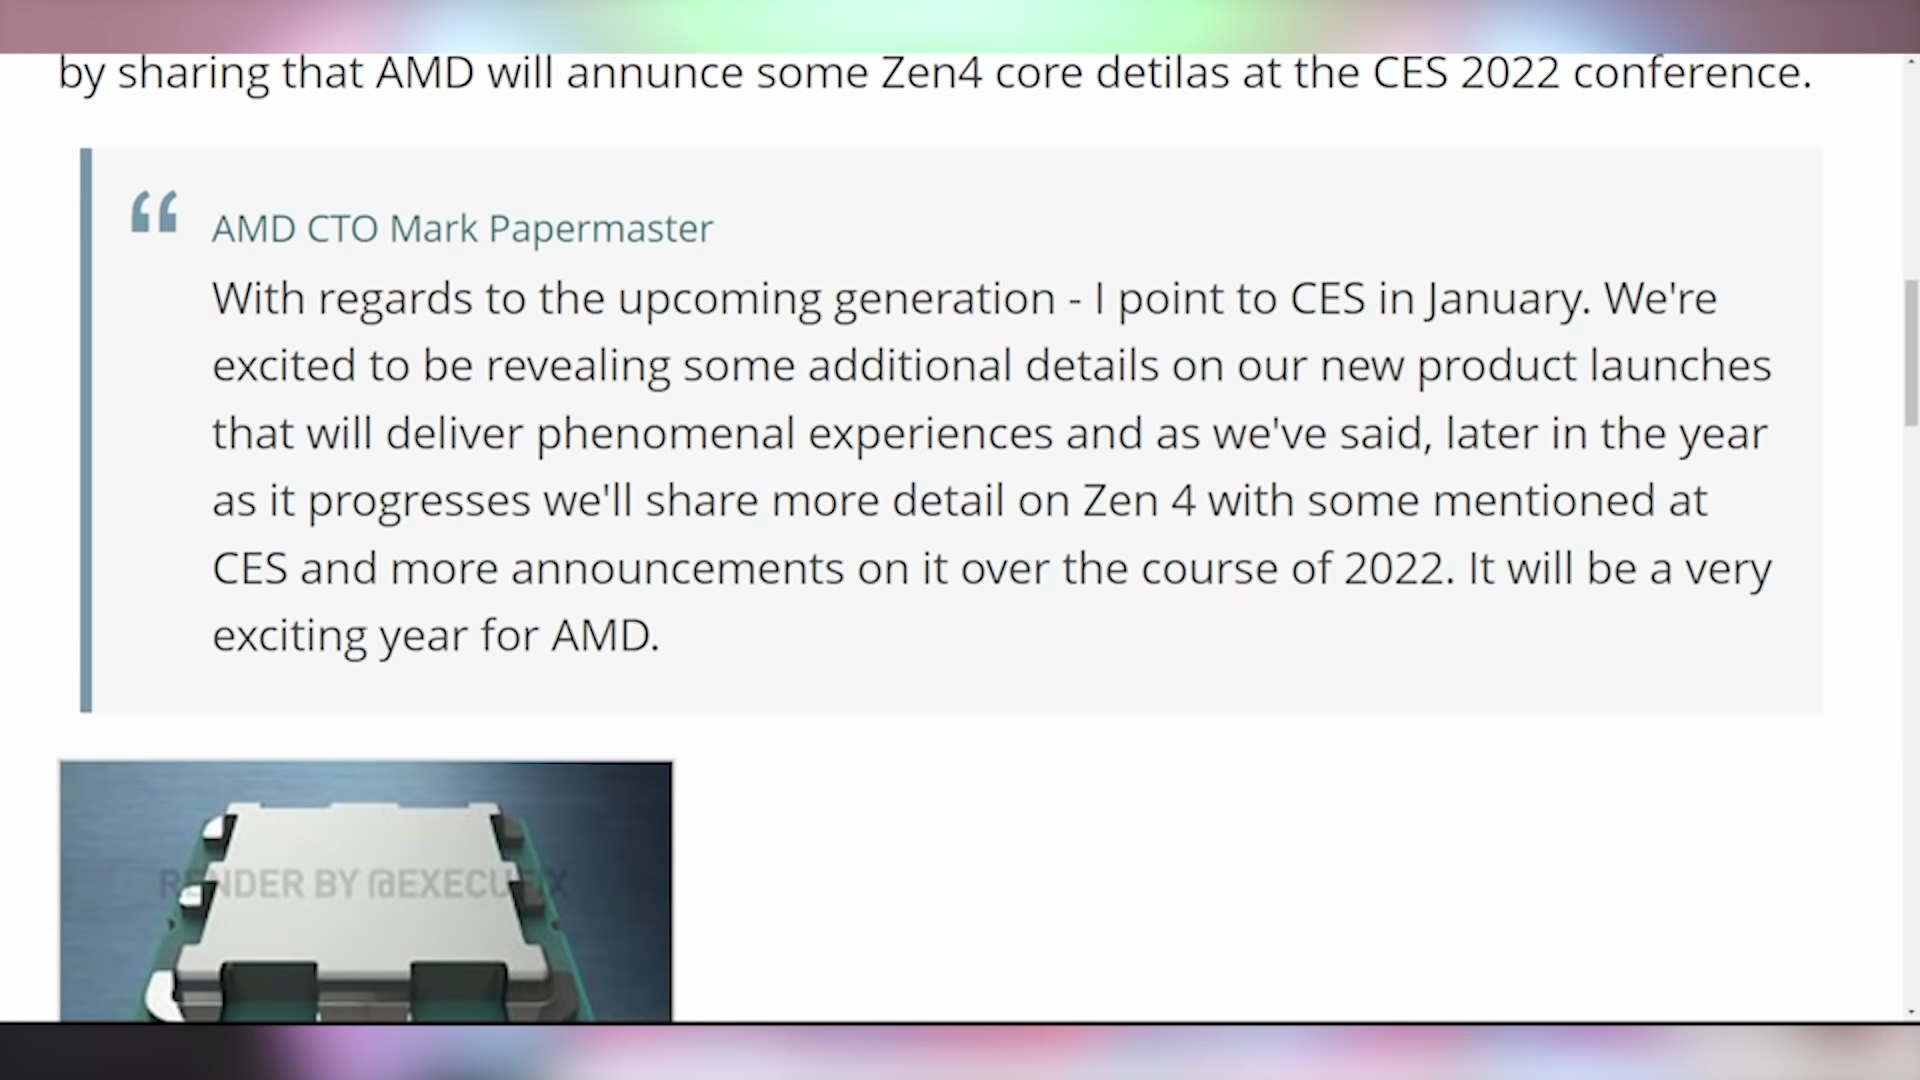 by sharing that AMD will annunce some Zen4 core detilas at the CES 2022 conference.
“
AMD CTO Mark Papermaster
With regards to the upcoming generation - I point to CES in January. We're
excited to be revealing some additional details on our new product launches
that will deliver phenomenal experiences and as we've said, later in the year
as it progresses we'll share more detail on Zen 4 with some mentioned at
CES and more announcements on it over the course of 2022. It will be a very
exciting year for AMD.
RENDER BY @EXECUFIX